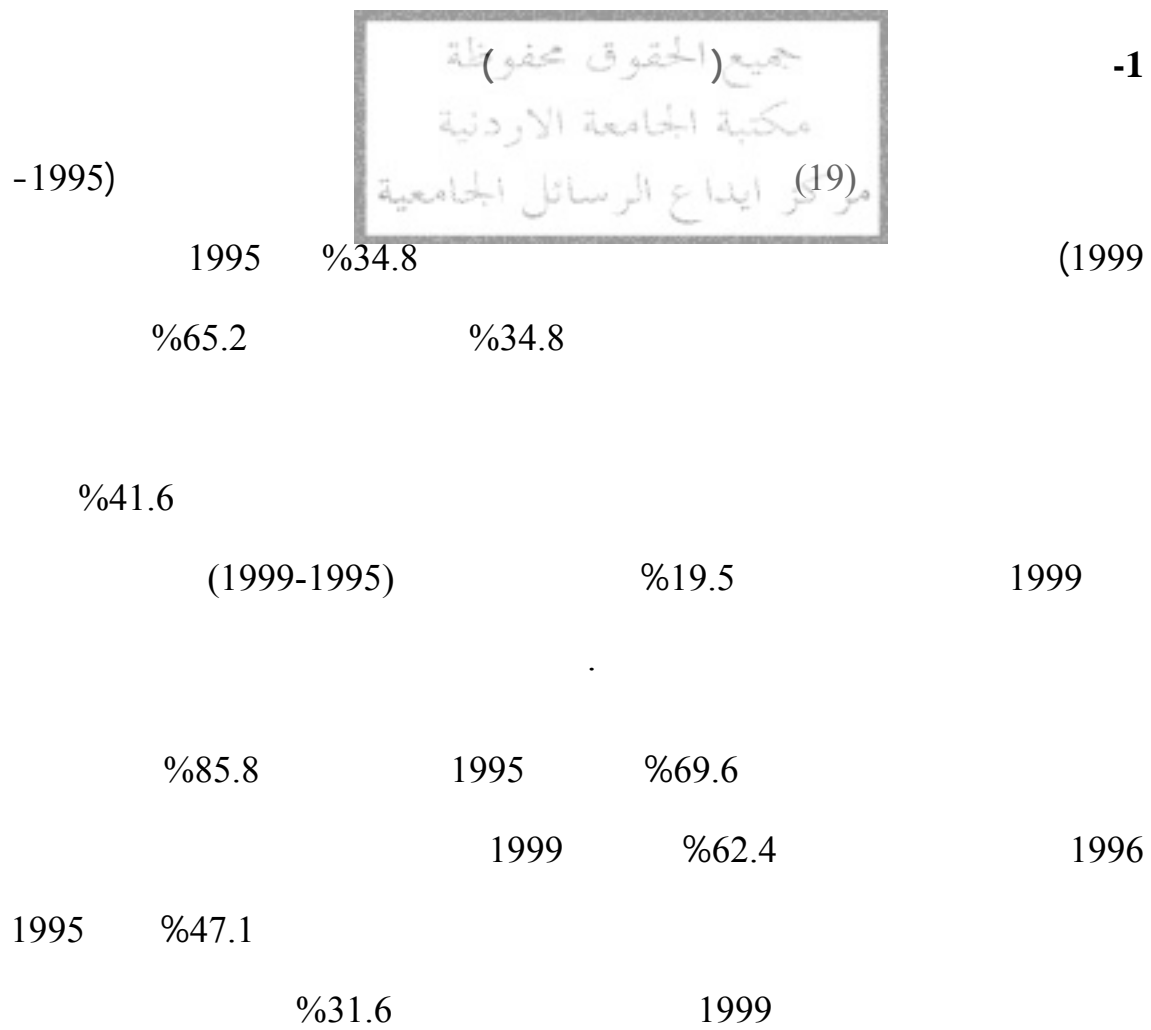 -1 ( )
جميع الحقوق محفوظة
مكتبة الجامعة الاردنية
مركز ايداع الرسائل الجامعية
(19) -1995)
(1999 %34.8 1995
%34.8 %65.2
%41.6
1999 %19.5 (1999-1995)
.
%69.6 1995 %85.8
1996 %62.4 1999
%47.1 1995
1999 %31.6